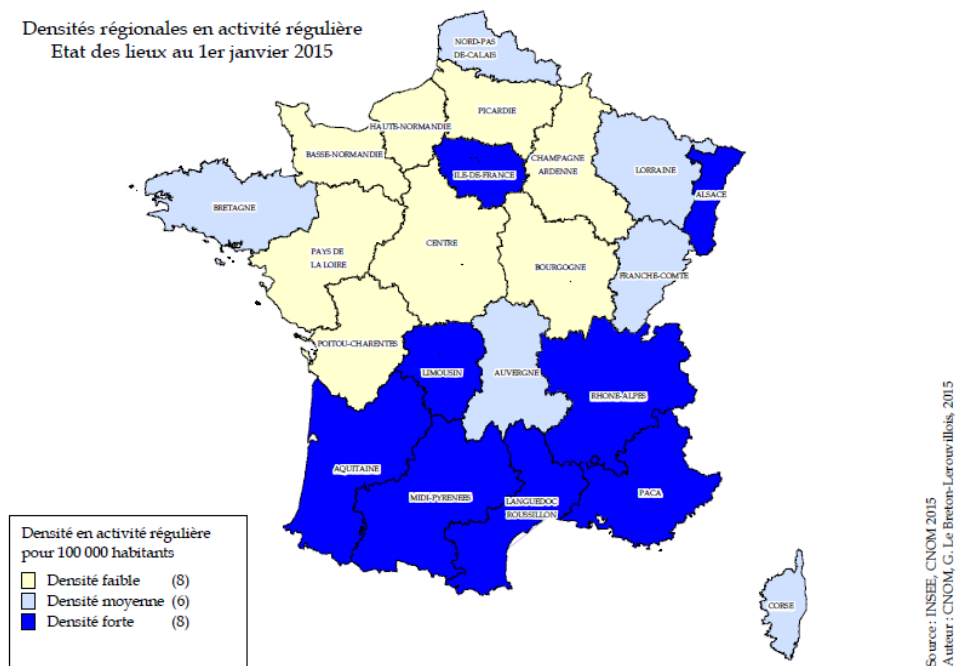 Densités régionales en activité régulière
Etat des lieux au 1er janvier 2015
NORD-PAS
DE-CALAIS
PICARDIE
HAUTE-NORMANDIE
BASSE-NORMANDIE
CHAMPAGNE
ARDENNE
LORRAINE
ILE-DE-FRANCE
ALSACE
BRETAGNE
PAYS DE
LA LOIRE
CENTRE
BOURGOGNE
FRANCHE-COMTE
POITOU-CHARENTES
LIMOUSIN
AUVERGNE
RHONE-ALPES
AQUITAINE
MIDI-PYRENEES
LANGUEDOC
ROUSSILLON
PACA
CORSE
Densité en activité régulière
pour 100 000 habitants
Densité faible (8)
Densité moyenne (6)
Densité forte (8)
Source : INSEE, CNOM 2015
Auteur : CNOM, G. Le Breton-Lerouvillois, 2015